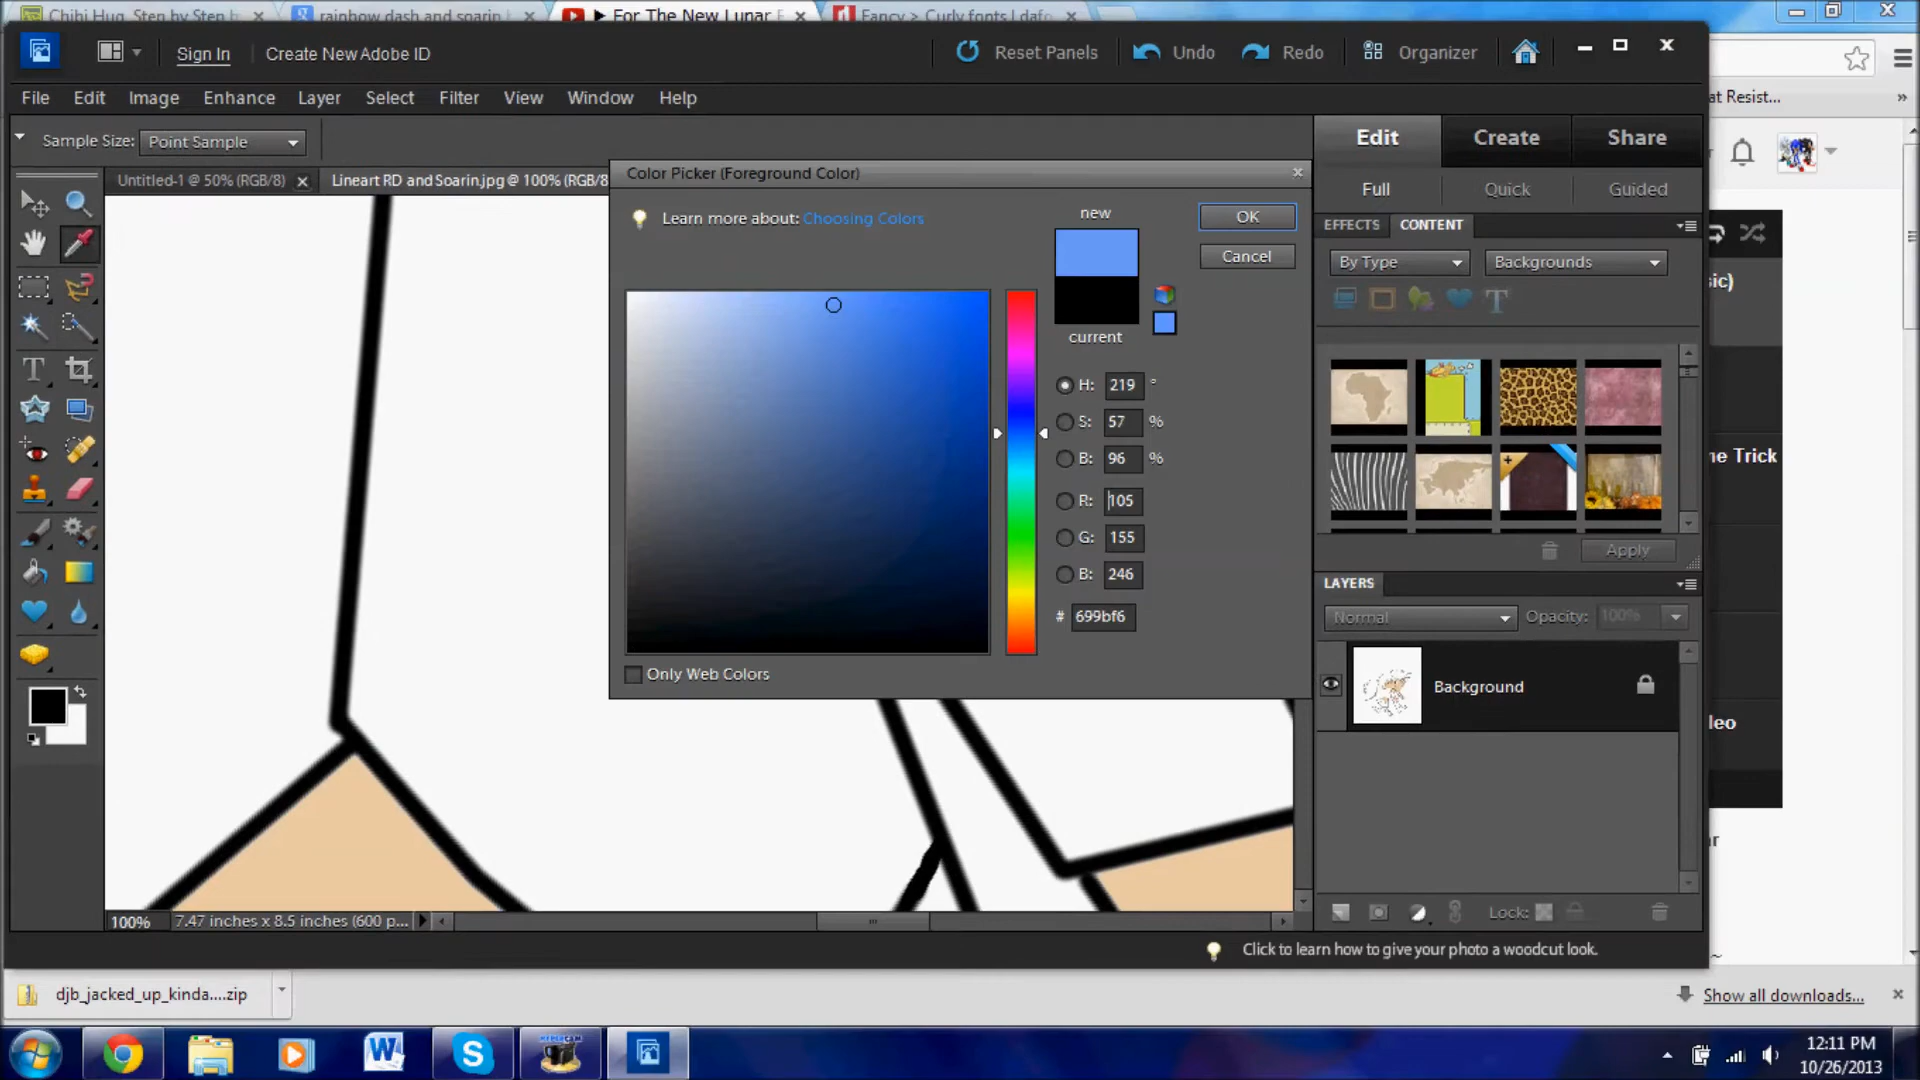 Chibi Hug, Step by Step b
rainbow dash and soarin
For The New Lunar
Fancy > Curly fonts | dafo
Sign In
Create New Adobe ID
Reset Panels
Undo
Redo
Organizer
File Edit Image Enhance Layer Select Filter View Window Help
at Resist...
»
Sample Size: Point Sample
Edit
Create
Share
Untitled-1 @ 50% (RGB/8)
Lineart RD and Soarin.jpg @ 100% (RGB/8
Color Picker (Foreground Color)
Full
Quick
Guided
Learn more about: Choosing Colors
new
OK
Cancel
current
EFFECTS
CONTENT
By Type
Backgrounds
sic)
H: 219 °
S: 57 %
B: 96 %
R: 105
G: 155
B: 246
# 699bf6
Only Web Colors
ne Trick
Apply
LAYERS
Normal
Opacity: 100%
Background
leo
100%
7.47 inches x 8.5 inches (600 p...
Lock:
Click to learn how to give your photo a woodcut look.
djb_jacked_up_kinda....zip
Show all downloads...
12:11 PM
10/26/2013